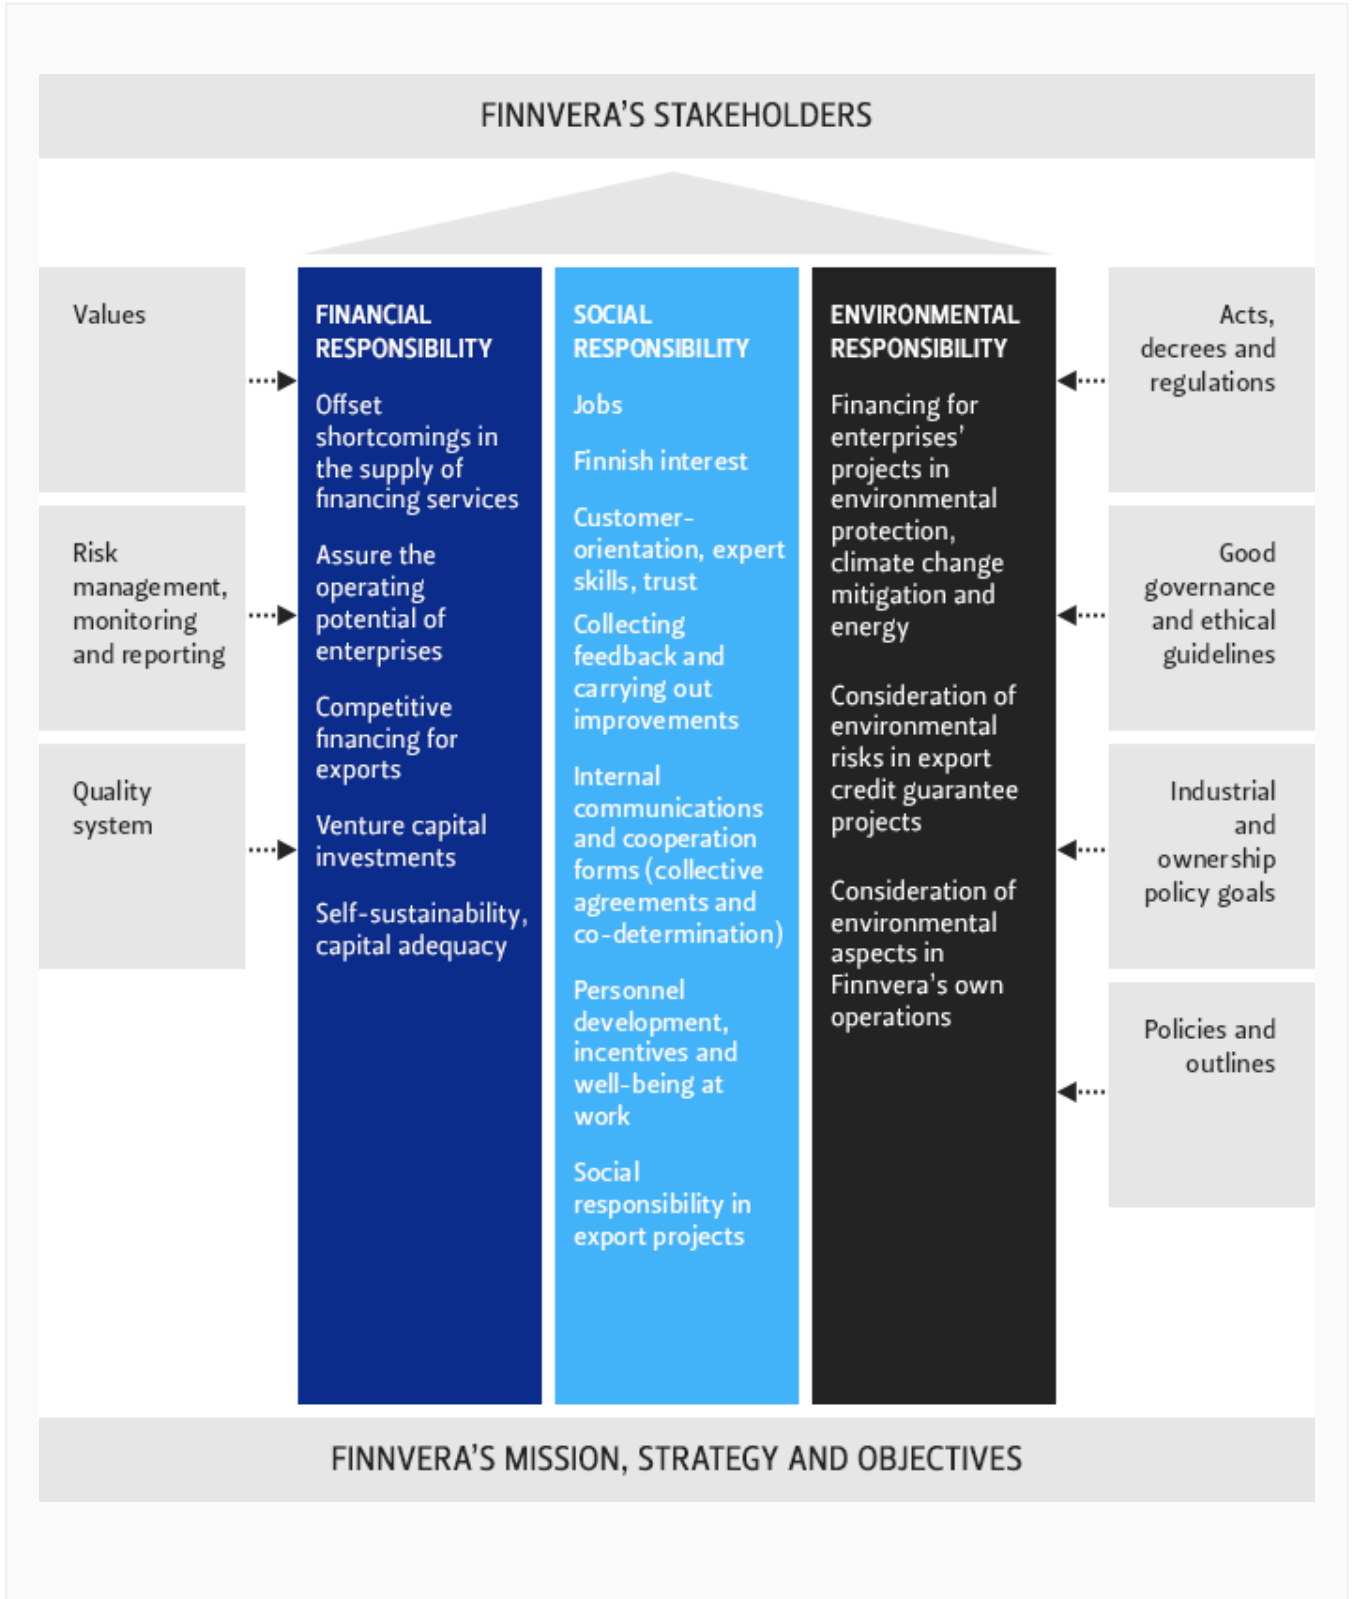 FINNVERA'S STAKEHOLDERS
Values
Risk
management,
monitoring
and reporting
Quality
system
FINANCIAL
RESPONSIBILITY
Offset
shortcomings in
the supply of
financing services
Assure the
operating
potential of
enterprises
Competitive
financing for
exports
Venture capital
investments
Self-sustainability,
capital adequacy
SOCIAL
RESPONSIBILITY
Jobs
Finnish interest
Customer-
orientation, expert
skills, trust
Collecting
feedback and
carrying out
improvements
Internal
communications
and cooperation
forms (collective
agreements and
co-determination)
Personnel
development,
incentives and
well-being at
work
Social
responsibility in
export projects
ENVIRONMENTAL
RESPONSIBILITY
Financing for
enterprises'
projects in
environmental
protection,
climate change
mitigation and
energy
Consideration of
environmental
risks in export
credit guarantee
projects
Consideration of
environmental
aspects in
Finnvera's own
operations
Acts,
decrees and
regulations
Good
governance
and ethical
guidelines
Industrial
and
ownership
policy goals
Policies and
outlines
FINNVERA'S MISSION, STRATEGY AND OBJECTIVES